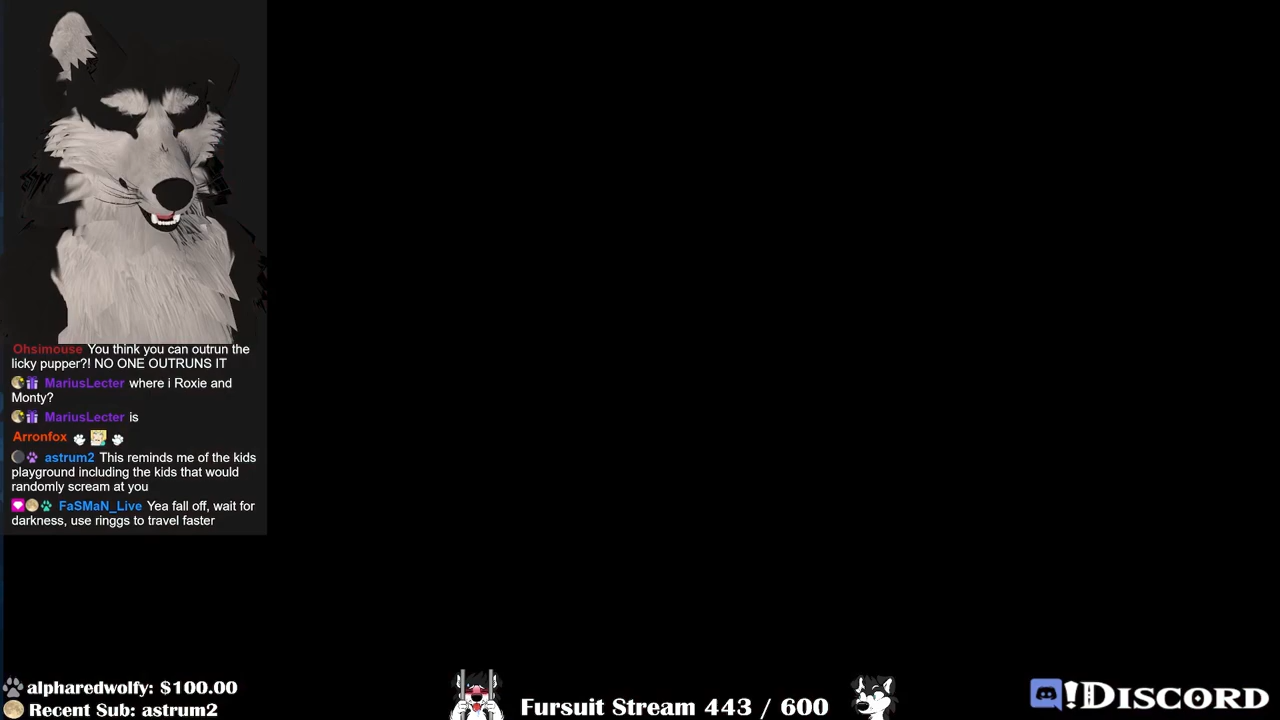 Ohsimouse You think you can outrun the
licky pupper?! NO ONE OUTRUNS IT
MariusLecter where i Roxie and
Monty?
MariusLecter is
Arronfox
astrum2 This reminds me of the kids
playground including the kids that would
randomly scream at you
FaSMaN_Live Yea fall off, wait for
darkness, use ringgs to travel faster
alpharedwolfy: $100.00
Recent Sub: astrum2
Fursuit Stream 443 / 600
!Discord